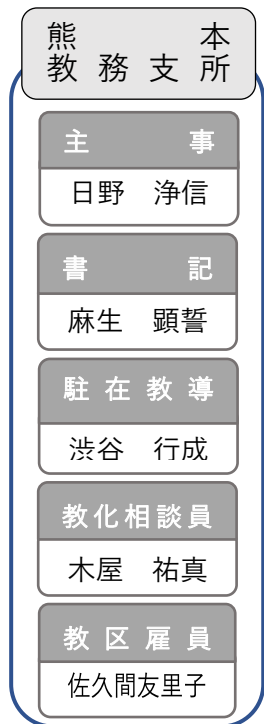 熊本
教務支所
主事
日野 浄信
書記
麻生 顕誓
駐在教導
渋谷 行成
教化相談員
木屋 祐真
教区雇員
佐久間友里子